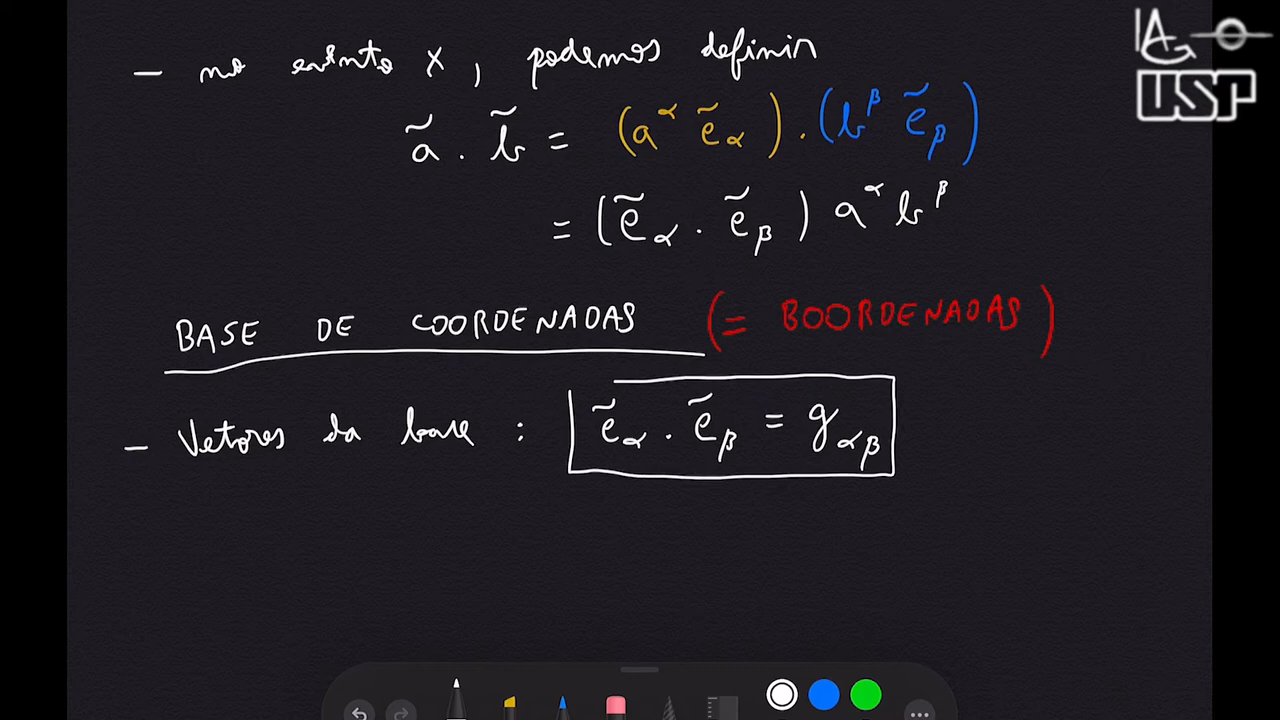 IAG
USP
- no evento x, podemos definir
ã . b̃ = (a^α ẽ_α) . (b^β ẽ_β)
= (ẽ_α . ẽ_β) a^α b^β
BASE DE COORDENADAS (= BOORDENADAS)
- Vetores da base : ẽ_α . ẽ_β = g_αβ